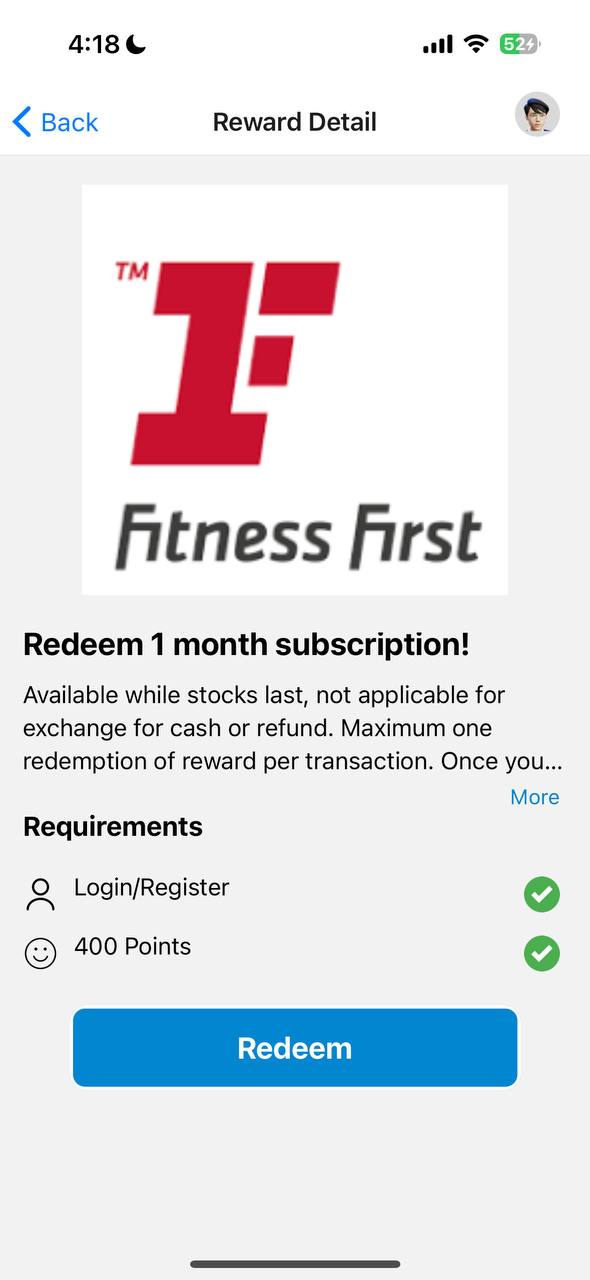 4:18
52
Back
Reward Detail
TM
Fitness First
Redeem 1 month subscription!
Available while stocks last, not applicable for
exchange for cash or refund. Maximum one
redemption of reward per transaction. Once you...
More
Requirements
Login/Register
400 Points
Redeem